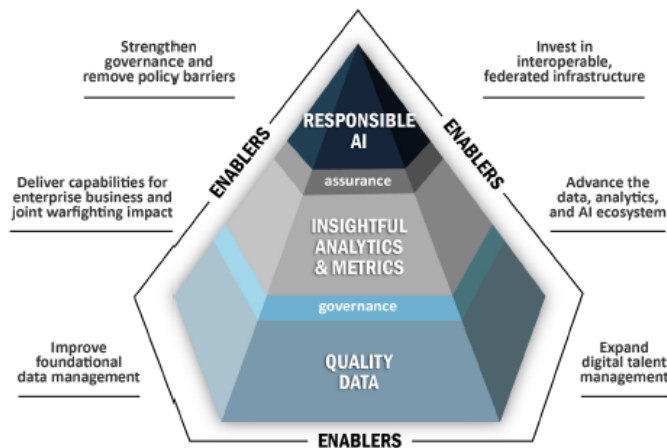 Strengthen
governance and
remove policy barriers
Invest in
interoperable,
federated infrastructure
ENABLERS
ENABLERS
RESPONSIBLE
AI
assurance
Deliver capabilities for
enterprise business and
joint warfighting impact
Advance the
data, analytics,
and AI ecosystem
INSIGHTFUL
ANALYTICS
& METRICS
governance
Improve
foundational
data management
Expand
digital talent
management
QUALITY
DATA
ENABLERS